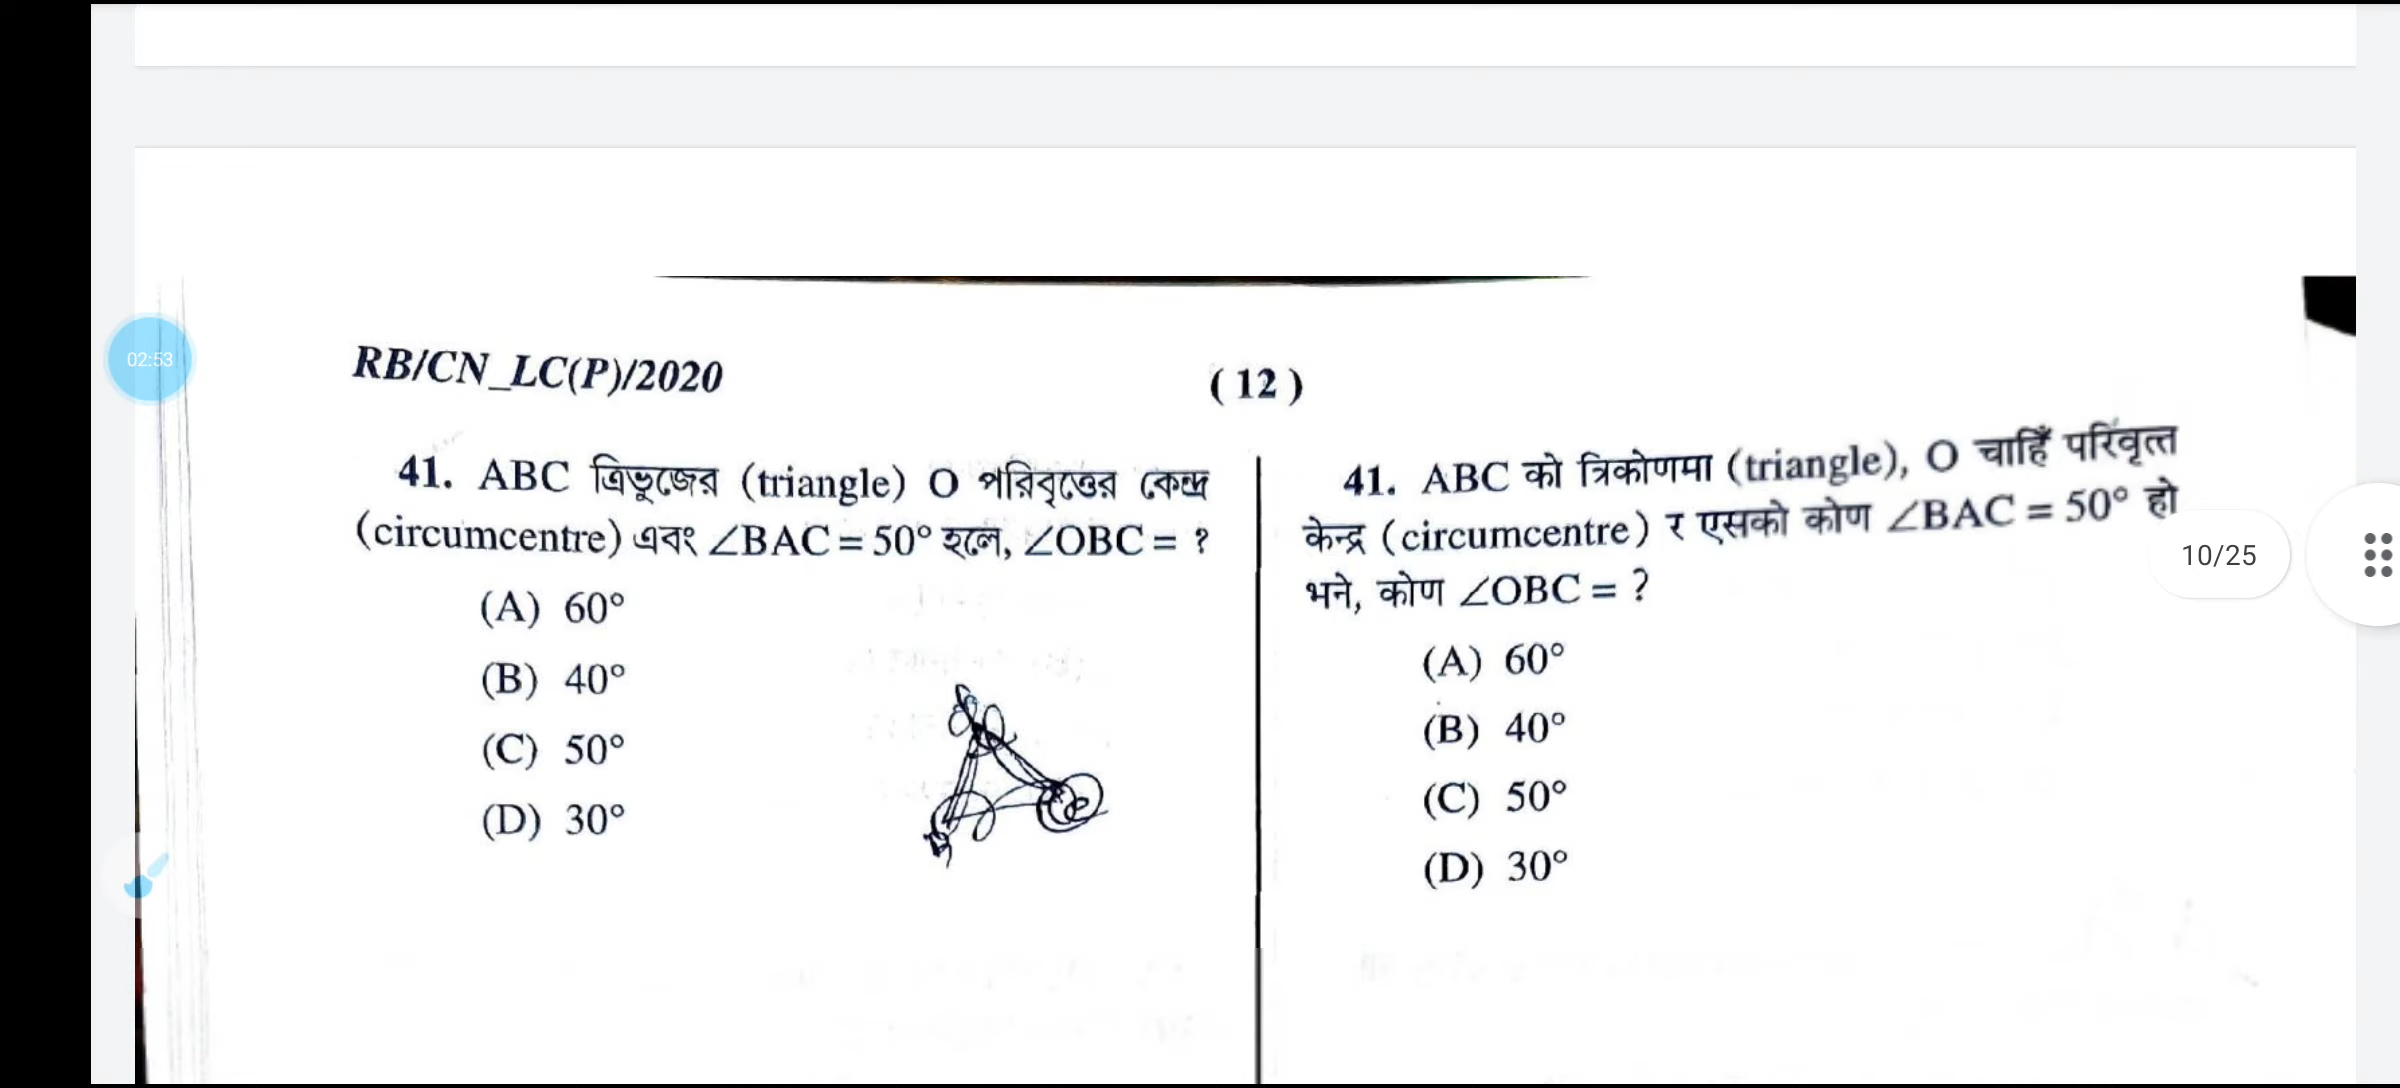 02:53
RB/CN_LC(P)/2020
( 12 )
41. ABC ত্রিভুজের (triangle) O পরিবৃত্তের কেন্দ্র
(circumcentre) এবং ∠BAC = 50° হলে, ∠OBC = ?
(A) 60°
(B) 40°
(C) 50°
(D) 30°
41. ABC को त्रिकोणमा (triangle), O चाहिँ परिवृत्त
केन्द्र (circumcentre) र एसको कोण ∠BAC = 50° हो
भने, कोण ∠OBC = ?
(A) 60°
(B) 40°
(C) 50°
(D) 30°
10/25